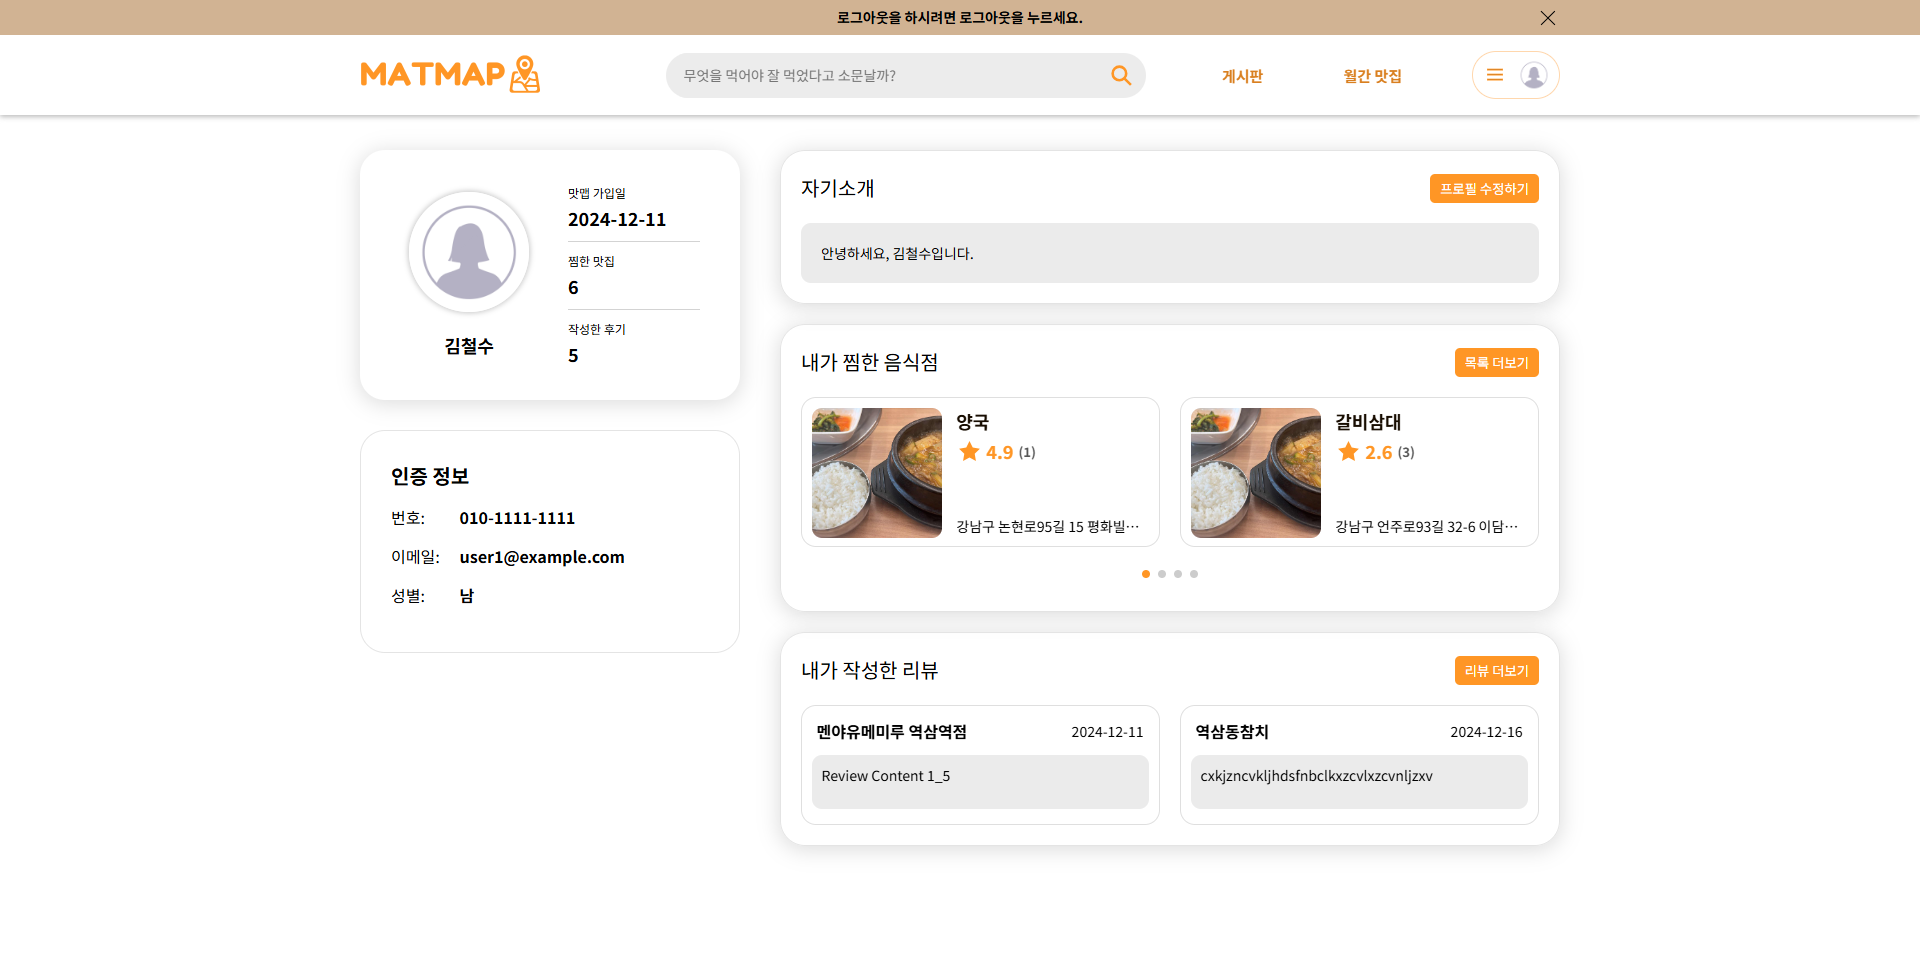 로그아웃을 하시려면 로그아웃을 누르세요.
MATMAP
무엇을 먹어야 잘 먹었다고 소문날까?
게시판
월간 맛집
맛맵 가입일
2024-12-11
찜한 맛집
6
작성한 후기
5
김철수
인증 정보
번호: 010-1111-1111
이메일: user1@example.com
성별: 남
자기소개
프로필 수정하기
안녕하세요, 김철수입니다.
내가 찜한 음식점
목록 더보기
양국
4.9 (1)
강남구 논현로95길 15 평화빌…
갈비삼대
2.6 (3)
강남구 언주로93길 32-6 이담…
내가 작성한 리뷰
리뷰 더보기
멘야유메미루 역삼역점
2024-12-11
Review Content 1_5
역삼동참치
2024-12-16
cxkjzncvkljhdsfnbclkxzcvlxzcvnljzxv